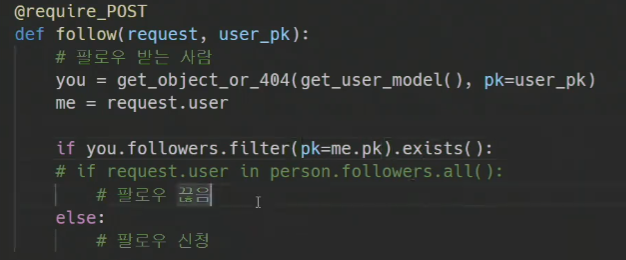 @require_POST
def follow(request, user_pk):
    # 팔로우 받는 사람
    you = get_object_or_404(get_user_model(), pk=user_pk)
    me = request.user

    if you.followers.filter(pk=me.pk).exists():
    # if request.user in person.followers.all():
        # 팔로우 끊음
    else:
        # 팔로우 신청